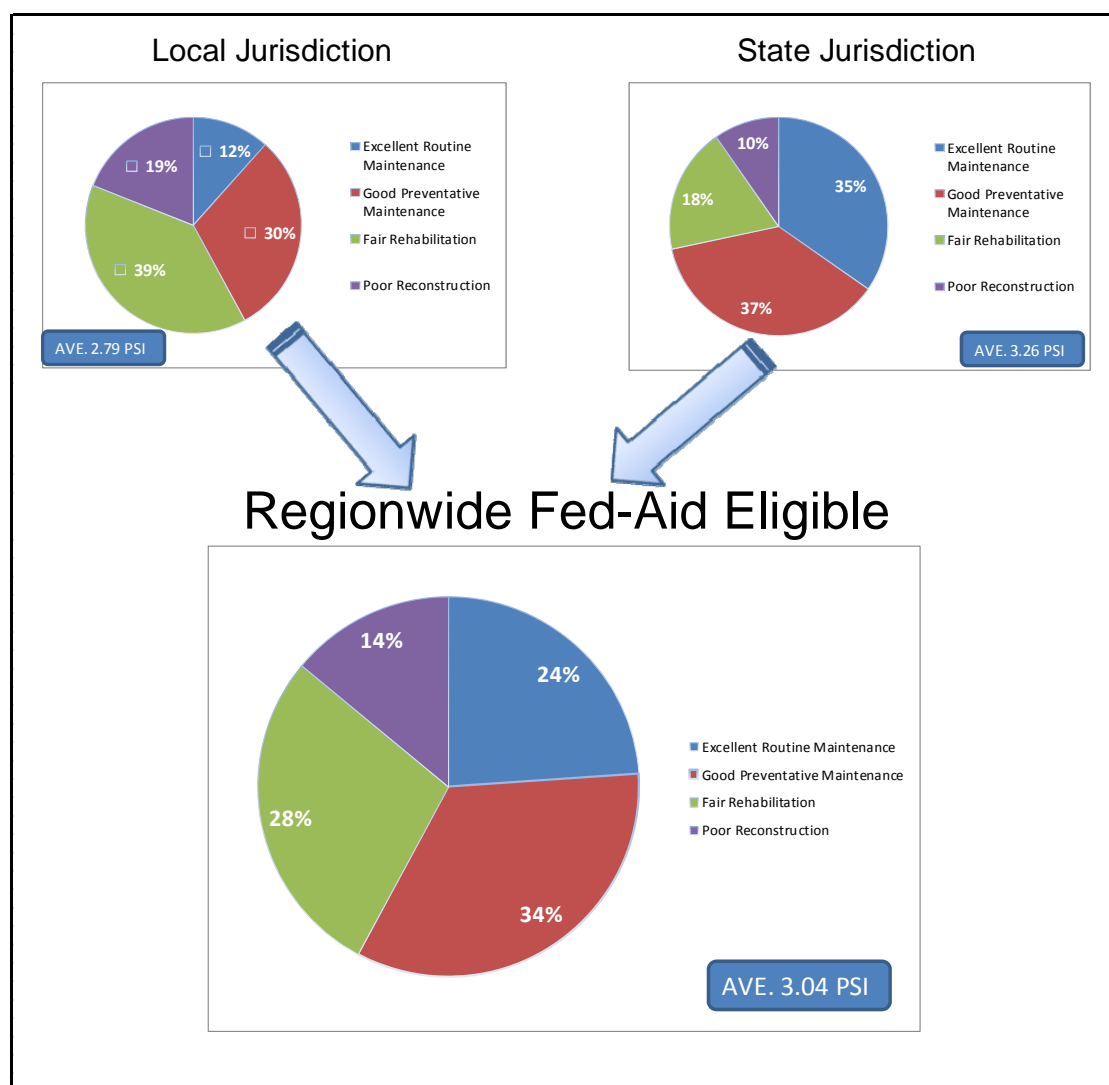 Local Jurisdiction
State Jurisdiction
□ 12%
□ 30%
□ 39%
□ 19%
Excellent Routine
Maintenance
Good Preventative
Maintenance
Fair Rehabilitation
Poor Reconstruction
AVE. 2.79 PSI
35%
37%
18%
10%
Excellent Routine
Maintenance
Good Preventative
Maintenance
Fair Rehabilitation
Poor Reconstruction
AVE. 3.26 PSI
Regionwide Fed-Aid Eligible
24%
34%
28%
14%
Excellent Routine Maintenance
Good Preventative Maintenance
Fair Rehabilitation
Poor Reconstruction
AVE. 3.04 PSI